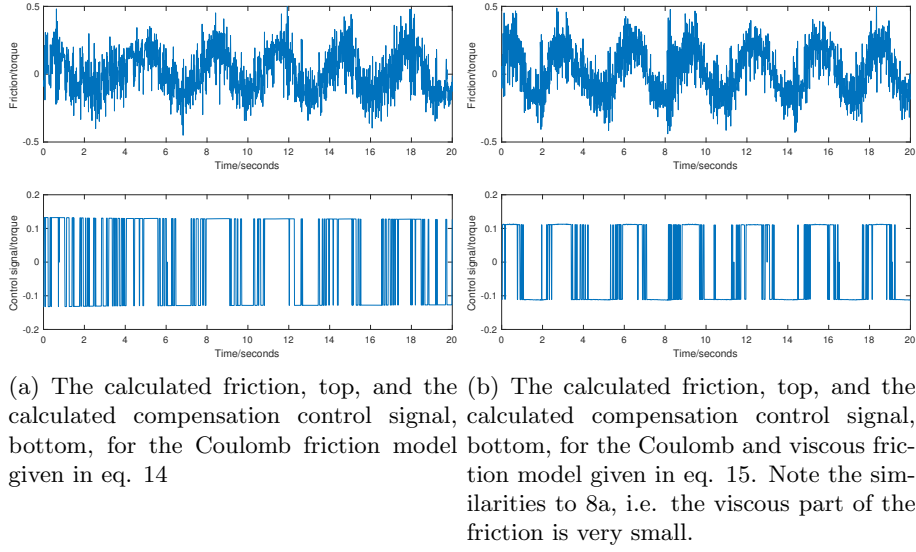 0.5
0
-0.5
Friction/torque
0 2 4 6 8 10 12 14 16 18 20
Time/seconds
0.2
0.1
0
-0.1
-0.2
Control signal/torque
0 2 4 6 8 10 12 14 16 18 20
Time/seconds
(a) The calculated friction, top, and the
calculated compensation control signal,
bottom, for the Coulomb friction model
given in eq. 14
0.5
0
-0.5
Friction/torque
0 2 4 6 8 10 12 14 16 18 20
Time/seconds
0.2
0.1
0
-0.1
-0.2
Control signal/torque
0 2 4 6 8 10 12 14 16 18 20
Time/seconds
(b) The calculated friction, top, and the
calculated compensation control signal,
bottom, for the Coulomb and viscous fric-
tion model given in eq. 15. Note the sim-
ilarities to 8a, i.e. the viscous part of the
friction is very small.